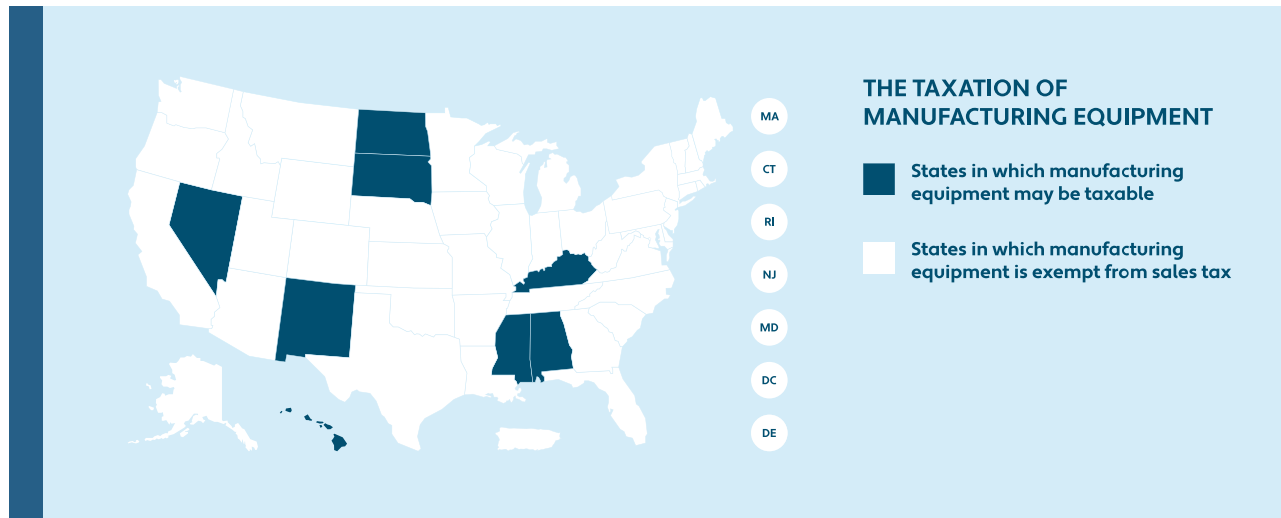 THE TAXATION OF
MANUFACTURING EQUIPMENT
States in which manufacturing
equipment may be taxable
States in which manufacturing
equipment is exempt from sales tax
MA
CT
RI
NJ
MD
DC
DE